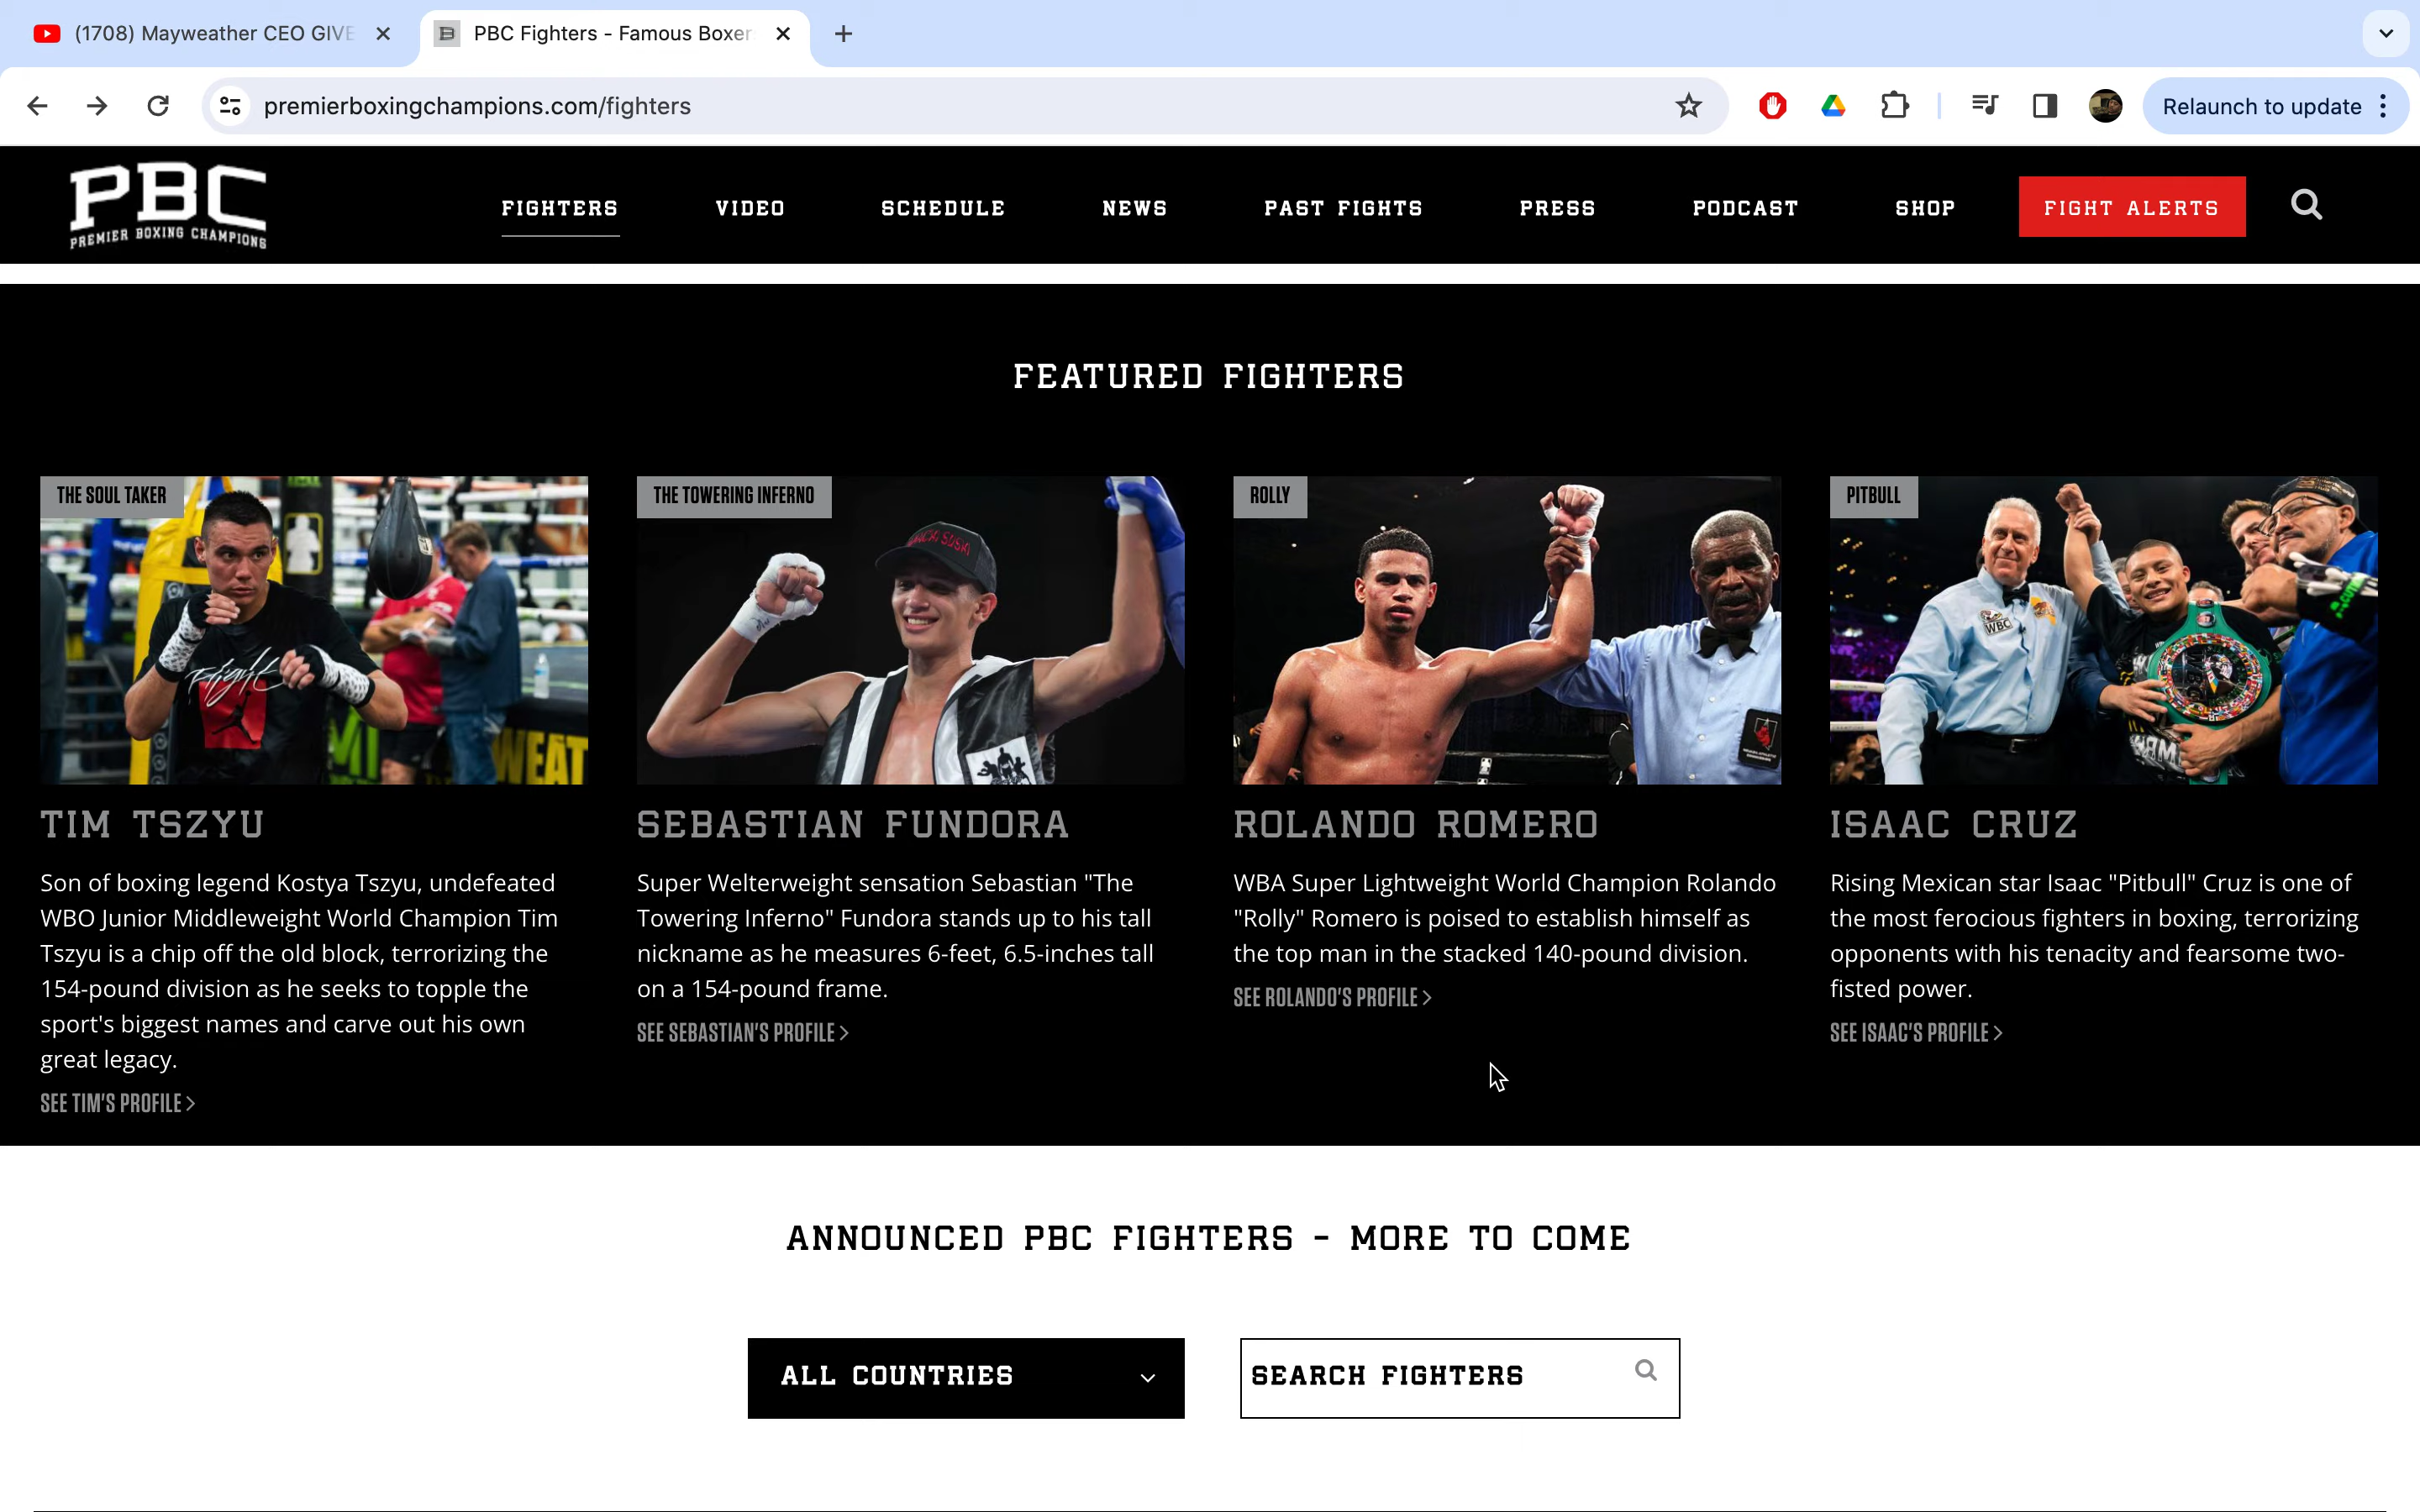 (1708) Mayweather CEO GIVE
PBC Fighters - Famous Boxer
premierboxingchampions.com/fighters
Relaunch to update
PBC
PREMIER BOXING CHAMPIONS
FIGHTERS
VIDEO
SCHEDULE
NEWS
PAST FIGHTS
PRESS
PODCAST
SHOP
FIGHT ALERTS
FEATURED FIGHTERS
THE SOUL TAKER
Flight
WEAT
TIM TSZYU
Son of boxing legend Kostya Tszyu, undefeated
WBO Junior Middleweight World Champion Tim
Tszyu is a chip off the old block, terrorizing the
154-pound division as he seeks to topple the
sport's biggest names and carve out his own
great legacy.
SEE TIM'S PROFILE >
THE TOWERING INFERNO
SEBASTIAN FUNDORA
Super Welterweight sensation Sebastian "The
Towering Inferno" Fundora stands up to his tall
nickname as he measures 6-feet, 6.5-inches tall
on a 154-pound frame.
SEE SEBASTIAN'S PROFILE >
ROLLY
ROLANDO ROMERO
WBA Super Lightweight World Champion Rolando
"Rolly" Romero is poised to establish himself as
the top man in the stacked 140-pound division.
SEE ROLANDO'S PROFILE >
PITBULL
WBC
ISAAC CRUZ
Rising Mexican star Isaac "Pitbull" Cruz is one of
the most ferocious fighters in boxing, terrorizing
opponents with his tenacity and fearsome two-
fisted power.
SEE ISAAC'S PROFILE >
ANNOUNCED PBC FIGHTERS - MORE TO COME
ALL COUNTRIES
SEARCH FIGHTERS